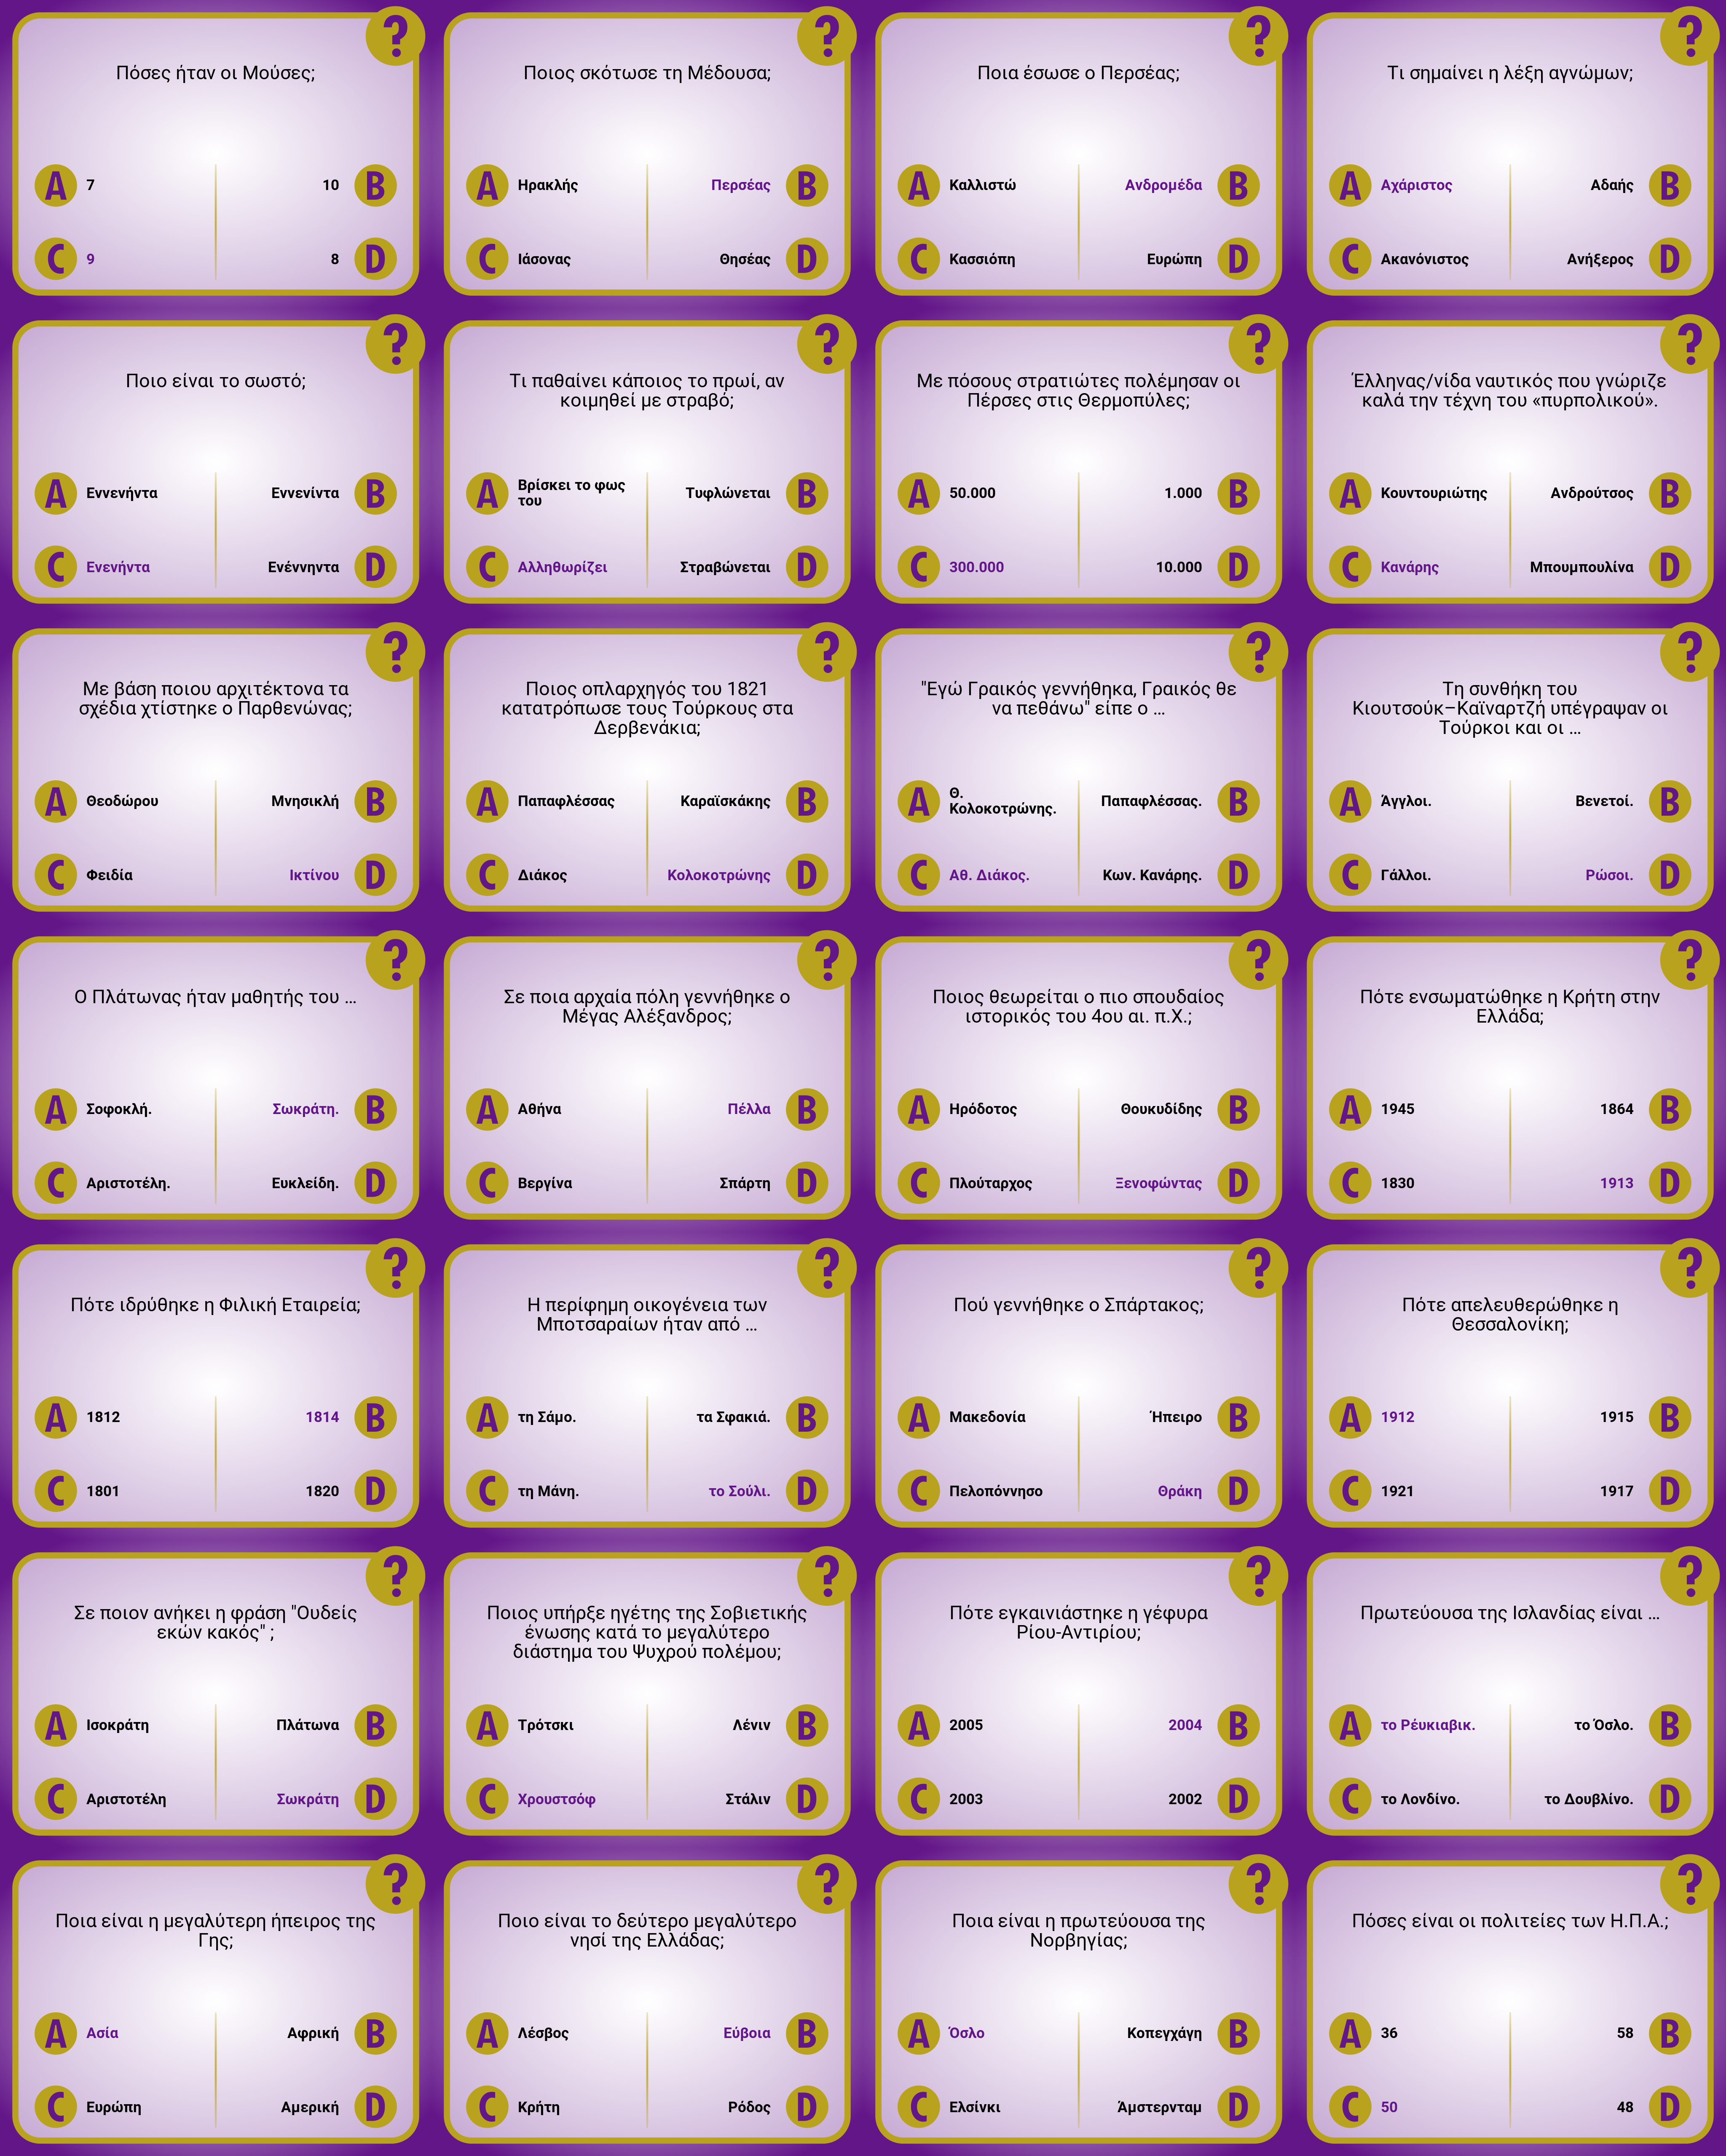 ?
Πόσες ήταν οι Μούσες;
A 7 10 B
C 9 8 D
?
Ποιος σκότωσε τη Μέδουσα;
A Ηρακλής Περσέας B
C Ιάσονας Θησέας D
?
Ποια έσωσε ο Περσέας;
A Καλλιστώ Ανδρομέδα B
C Κασσιόπη Ευρώπη D
?
Τι σημαίνει η λέξη αγνώμων;
A Αχάριστος Αδαής B
C Ακανόνιστος Ανήξερος D
?
Ποιο είναι το σωστό;
A Εννενήντα Εννενίντα B
C Ενενήντα Ενέννηντα D
?
Τι παθαίνει κάποιος το πρωί, αν
κοιμηθεί με στραβό;
A Βρίσκει το φως
του
Τυφλώνεται B
C Αλληθωρίζει Στραβώνεται D
?
Με πόσους στρατιώτες πολέμησαν οι
Πέρσες στις Θερμοπύλες;
A 50.000 1.000 B
C 300.000 10.000 D
?
Έλληνας/νίδα ναυτικός που γνώριζε
καλά την τέχνη του «πυρπολικού».
A Κουντουριώτης Ανδρούτσος B
C Κανάρης Μπουμπουλίνα D
?
Με βάση ποιου αρχιτέκτονα τα
σχέδια χτίστηκε ο Παρθενώνας;
A Θεοδώρου Μνησικλή B
C Φειδία Ικτίνου D
?
Ποιος οπλαρχηγός του 1821
κατατρόπωσε τους Τούρκους στα
Δερβενάκια;
A Παπαφλέσσας Καραϊσκάκης B
C Διάκος Κολοκοτρώνης D
?
"Εγώ Γραικός γεννήθηκα, Γραικός θε
να πεθάνω" είπε ο ...
A Θ.
Κολοκοτρώνης.
Παπαφλέσσας. B
C Αθ. Διάκος. Κων. Κανάρης. D
?
Τη συνθήκη του
Κιουτσούκ–Καϊναρτζή υπέγραψαν οι
Τούρκοι και οι ...
A Άγγλοι. Βενετοί. B
C Γάλλοι. Ρώσοι. D
?
Ο Πλάτωνας ήταν μαθητής του ...
A Σοφοκλή. Σωκράτη. B
C Αριστοτέλη. Ευκλείδη. D
?
Σε ποια αρχαία πόλη γεννήθηκε ο
Μέγας Αλέξανδρος;
A Αθήνα Πέλλα B
C Βεργίνα Σπάρτη D
?
Ποιος θεωρείται ο πιο σπουδαίος
ιστορικός του 4ου αι. π.Χ.;
A Ηρόδοτος Θουκυδίδης B
C Πλούταρχος Ξενοφώντας D
?
Πότε ενσωματώθηκε η Κρήτη στην
Ελλάδα;
A 1945 1864 B
C 1830 1913 D
?
Πότε ιδρύθηκε η Φιλική Εταιρεία;
A 1812 1814 B
C 1801 1820 D
?
Η περίφημη οικογένεια των
Μποτσαραίων ήταν από ...
A τη Σάμο. τα Σφακιά. B
C τη Μάνη. το Σούλι. D
?
Πού γεννήθηκε ο Σπάρτακος;
A Μακεδονία Ήπειρο B
C Πελοπόννησο Θράκη D
?
Πότε απελευθερώθηκε η
Θεσσαλονίκη;
A 1912 1915 B
C 1921 1917 D
?
Σε ποιον ανήκει η φράση "Ουδείς
εκών κακός" ;
A Ισοκράτη Πλάτωνα B
C Αριστοτέλη Σωκράτη D
?
Ποιος υπήρξε ηγέτης της Σοβιετικής
ένωσης κατά το μεγαλύτερο
διάστημα του Ψυχρού πολέμου;
A Τρότσκι Λένιν B
C Χρουστσόφ Στάλιν D
?
Πότε εγκαινιάστηκε η γέφυρα
Ρίου-Αντιρίου;
A 2005 2004 B
C 2003 2002 D
?
Πρωτεύουσα της Ισλανδίας είναι ...
A το Ρέυκιαβικ. το Όσλο. B
C το Λονδίνο. το Δουβλίνο. D
?
Ποια είναι η μεγαλύτερη ήπειρος της
Γης;
A Ασία Αφρική B
C Ευρώπη Αμερική D
?
Ποιο είναι το δεύτερο μεγαλύτερο
νησί της Ελλάδας;
A Λέσβος Εύβοια B
C Κρήτη Ρόδος D
?
Ποια είναι η πρωτεύουσα της
Νορβηγίας;
A Όσλο Κοπεγχάγη B
C Ελσίνκι Άμστερνταμ D
?
Πόσες είναι οι πολιτείες των Η.Π.Α.;
A 36 58 B
C 50 48 D